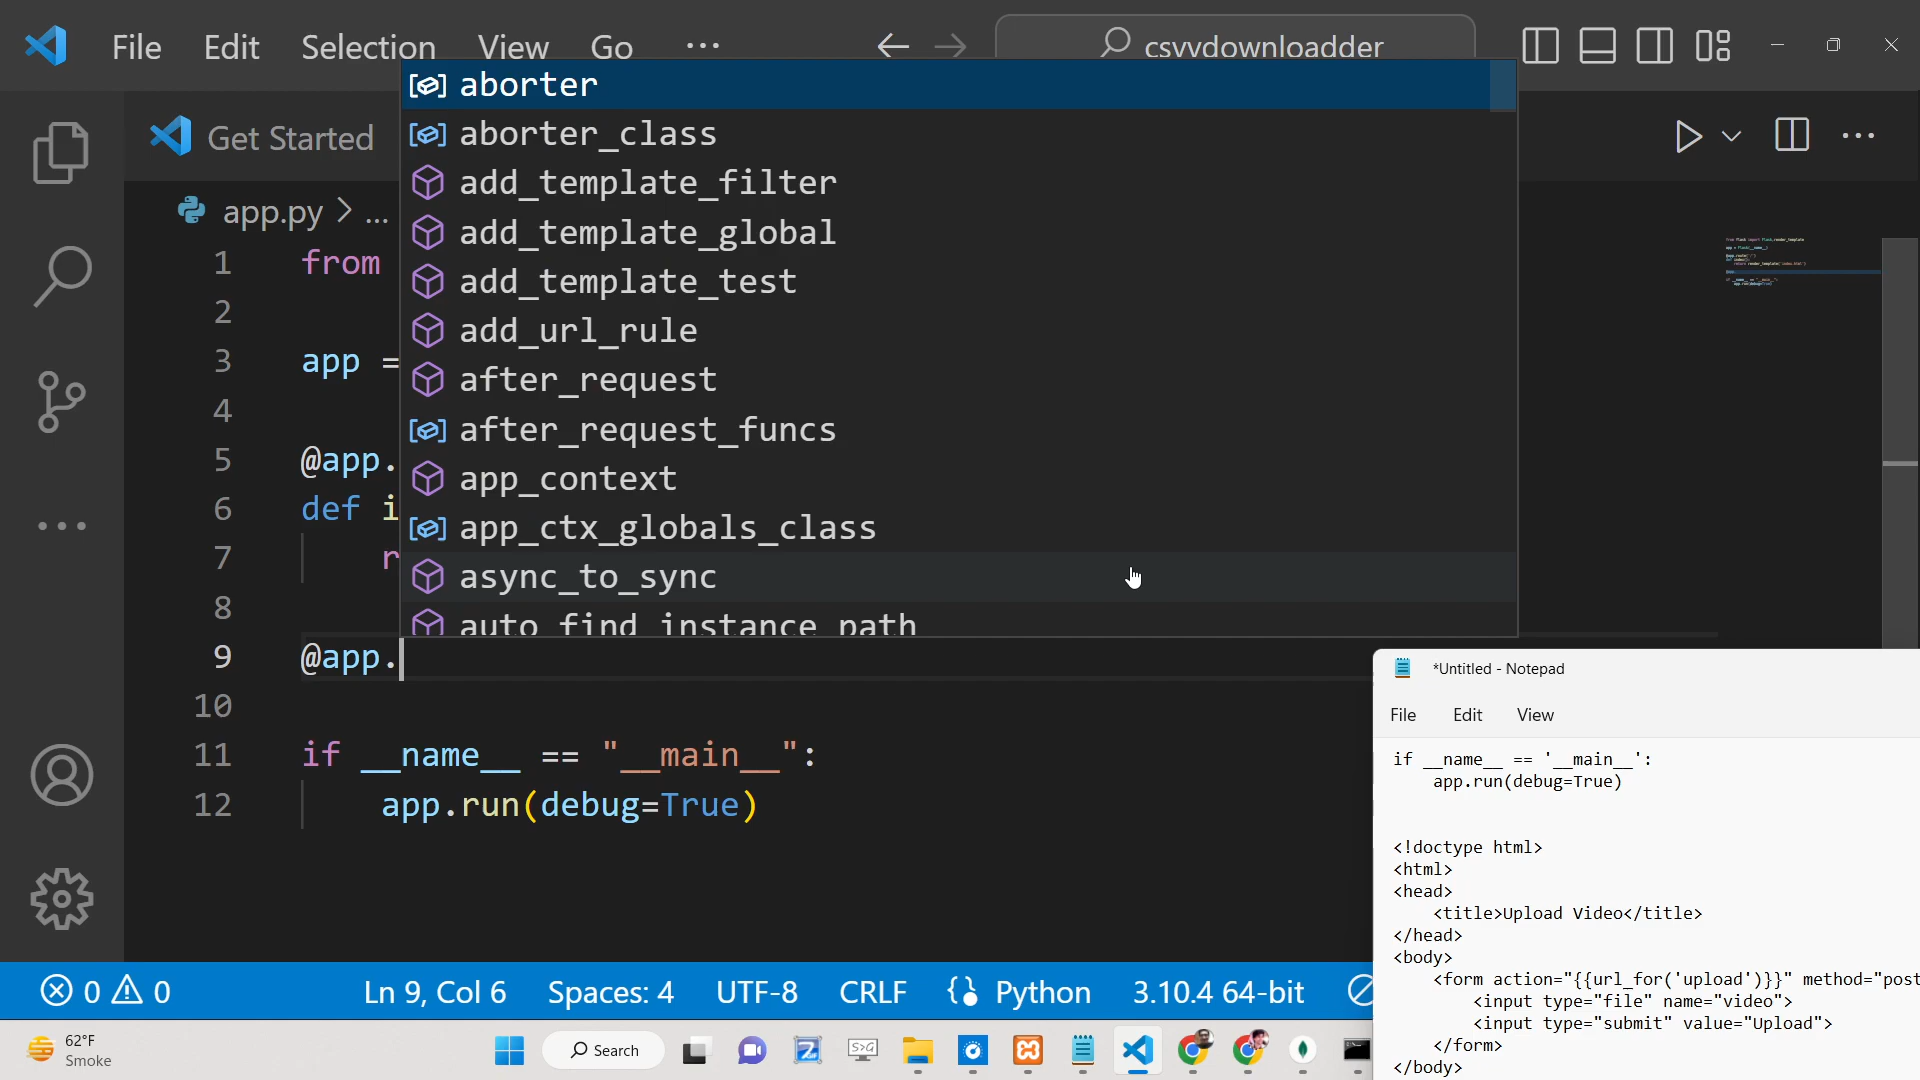 File Edit Selection View Go ...
csvvdownloadder
Get Started
app.py > ...
aborter
aborter_class
add_template_filter
add_template_global
add_template_test
add_url_rule
after_request
after_request_funcs
app_context
app_ctx_globals_class
async_to_sync
auto_find_instance_path
1 from
2
3 app =
4
5 @app.
6 def i
7 r
8
9 @app.
10
11 if __name__ == "__main__":
12 app.run(debug=True)
*Untitled - Notepad
File Edit View
if __name__ == '__main__':
app.run(debug=True)
<!doctype html>
<html>
<head>
<title>Upload Video</title>
</head>
<body>
<form action="{{url_for('upload')}}" method="post
<input type="file" name="video">
<input type="submit" value="Upload">
</form>
</body>
0 0 Ln 9, Col 6 Spaces: 4 UTF-8 CRLF Python 3.10.4 64-bit
62°F
Smoke
Search